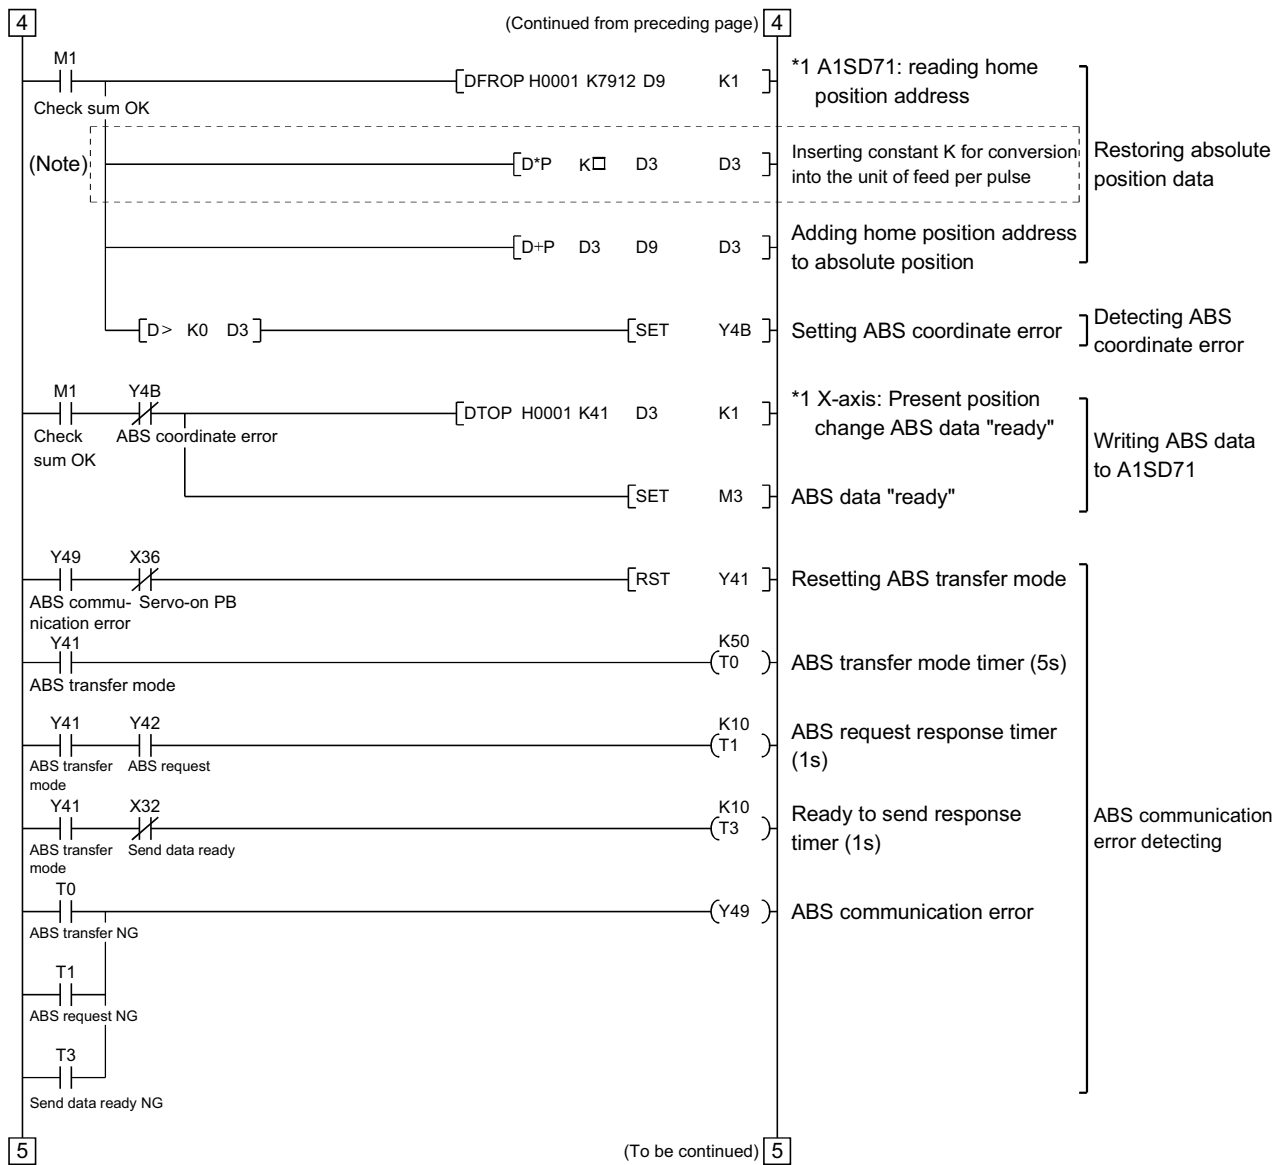 4 (Continued from preceding page) 4
M1
DFROP H0001 K7912 D9 K1
*1 A1SD71: reading home
position address
Check sum OK
(Note)
D*P K□ D3 D3
Inserting constant K for conversion
into the unit of feed per pulse
Restoring absolute
position data
D+P D3 D9 D3
Adding home position address
to absolute position
D> K0 D3
SET Y4B
Setting ABS coordinate error
Detecting ABS
coordinate error
M1 Y4B
DTOP H0001 K41 D3 K1
*1 X-axis: Present position
change ABS data "ready"
Check
sum OK
ABS coordinate error
Writing ABS data
to A1SD71
SET M3
ABS data "ready"
Y49 X36
RST Y41
Resetting ABS transfer mode
ABS commu-
nication error
Servo-on PB
Y41
K50
T0
ABS transfer mode timer (5s)
ABS transfer mode
Y41 Y42
K10
T1
ABS request response timer
(1s)
ABS transfer
mode
ABS request
Y41 X32
K10
T3
Ready to send response
timer (1s)
ABS transfer
mode
Send data ready
ABS communication
error detecting
T0
Y49
ABS communication error
ABS transfer NG
T1
ABS request NG
T3
Send data ready NG
5 (To be continued) 5